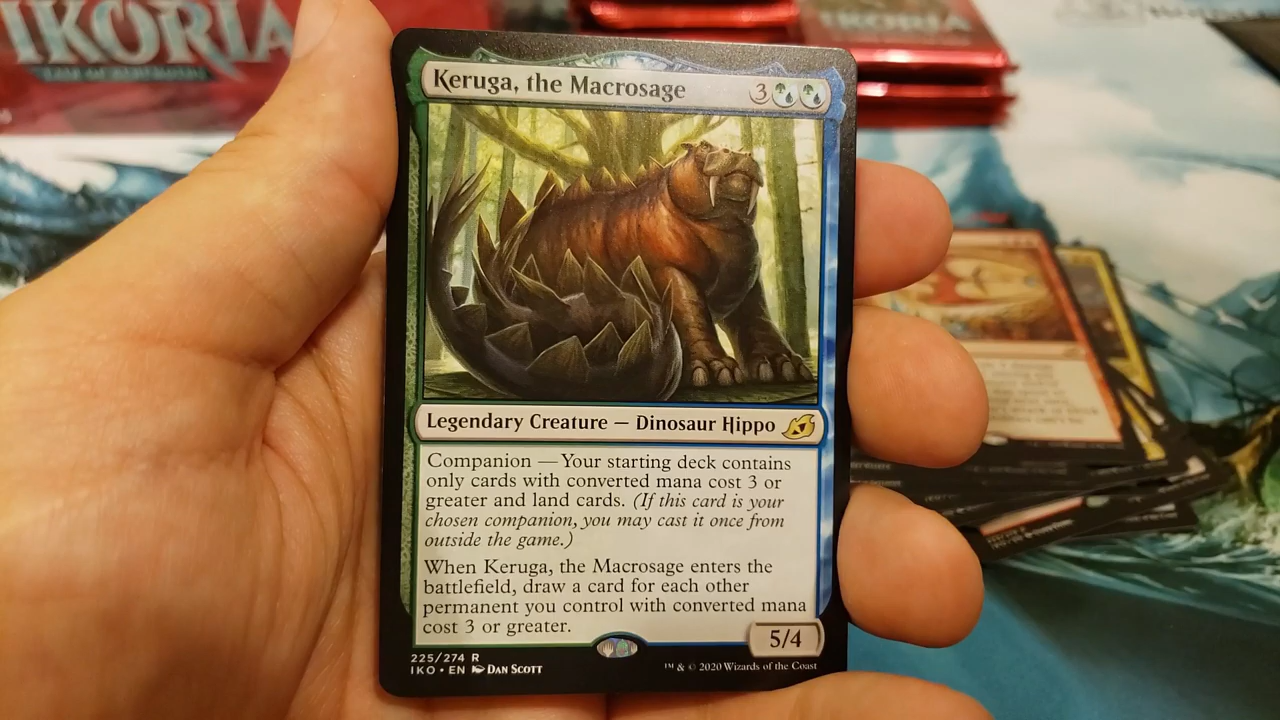 IKORIA
IKORIA
Keruga, the Macrosage
3
Legendary Creature — Dinosaur Hippo
Companion — Your starting deck contains
only cards with converted mana cost 3 or
greater and land cards. (If this card is your
chosen companion, you may cast it once from
outside the game.)
When Keruga, the Macrosage enters the
battlefield, draw a card for each other
permanent you control with converted mana
cost 3 or greater.
5/4
225/274 R
IKO • EN DAN SCOTT
™ & © 2020 Wizards of the Coast